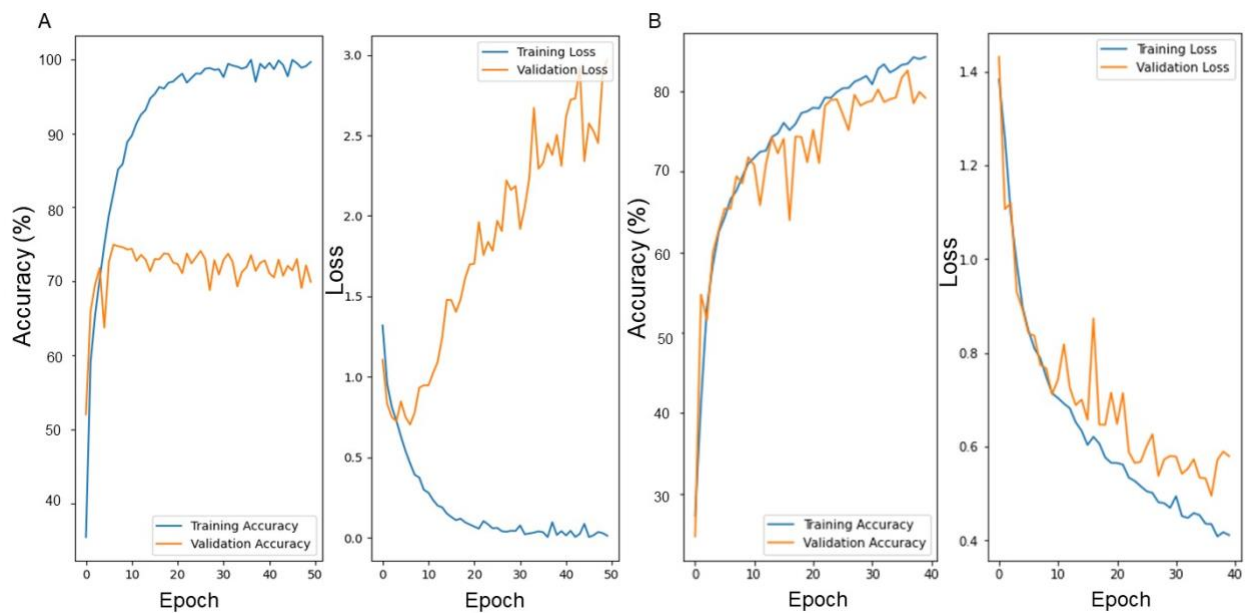 A
Accuracy (%)
100
90
80
70
60
50
40
Training Accuracy
Validation Accuracy
0 10 20 30 40 50
Epoch
Loss
3.0
2.5
2.0
1.5
1.0
0.5
0.0
Training Loss
Validation Loss
0 10 20 30 40 50
Epoch
B
Accuracy (%)
80
70
60
50
40
30
Training Accuracy
Validation Accuracy
0 10 20 30 40
Epoch
Loss
1.4
1.2
1.0
0.8
0.6
0.4
Training Loss
Validation Loss
0 10 20 30 40
Epoch